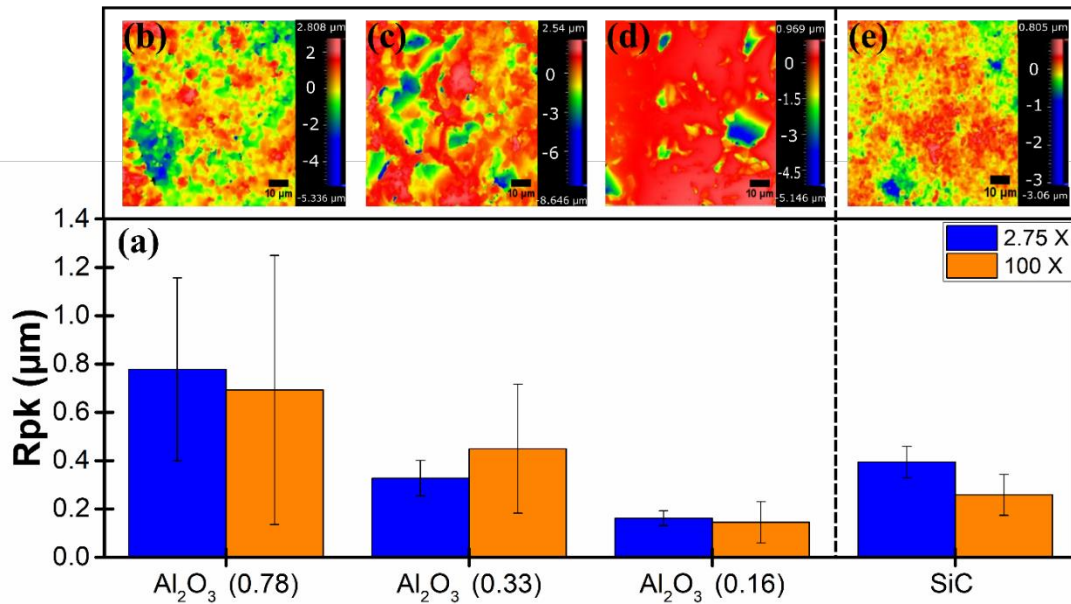 (b)
2.808 µm
2
0
-2
-4
-5.336 µm
10 µm
(c)
2.54 µm
0
-3
-6
-8.646 µm
10 µm
(d)
0.969 µm
0
-1.5
-3
-4.5
-5.146 µm
10 µm
(e)
0.805 µm
0
-1
-2
-3
-3.06 µm
10 µm
(a)
2.75 X
100 X
Rpk (µm)
1.4
1.2
1.0
0.8
0.6
0.4
0.2
0.0
Al₂O₃ (0.78)
Al₂O₃ (0.33)
Al₂O₃ (0.16)
SiC